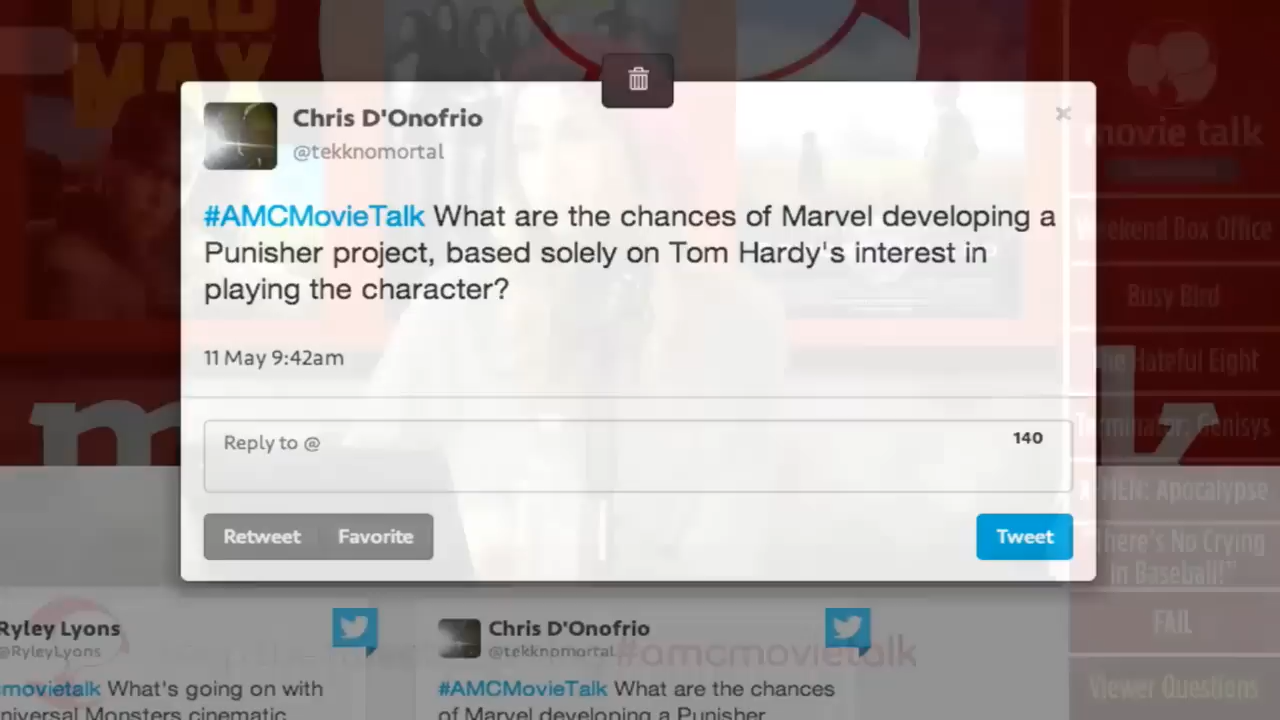 MAD
MAX
Chris D'Onofrio
@tekknomortal
#AMCMovieTalk What are the chances of Marvel developing a
Punisher project, based solely on Tom Hardy's interest in
playing the character?
11 May 9:42am
Reply to @
140
Retweet
Favorite
Tweet
movie talk
Weekend Box Office
Busy Bird
The Hateful Eight
Terminator: Genisys
X-MEN: Apocalypse
"There's No Crying
in Baseball!"
FAIL
Viewer Questions
Ryley Lyons
@RyleyLyons
movietalk What's going on with
niversal Monsters cinematic
Chris D'Onofrio
@tekknomortal
#amcmovietalk
#AMCMovieTalk What are the chances
of Marvel developing a Punisher